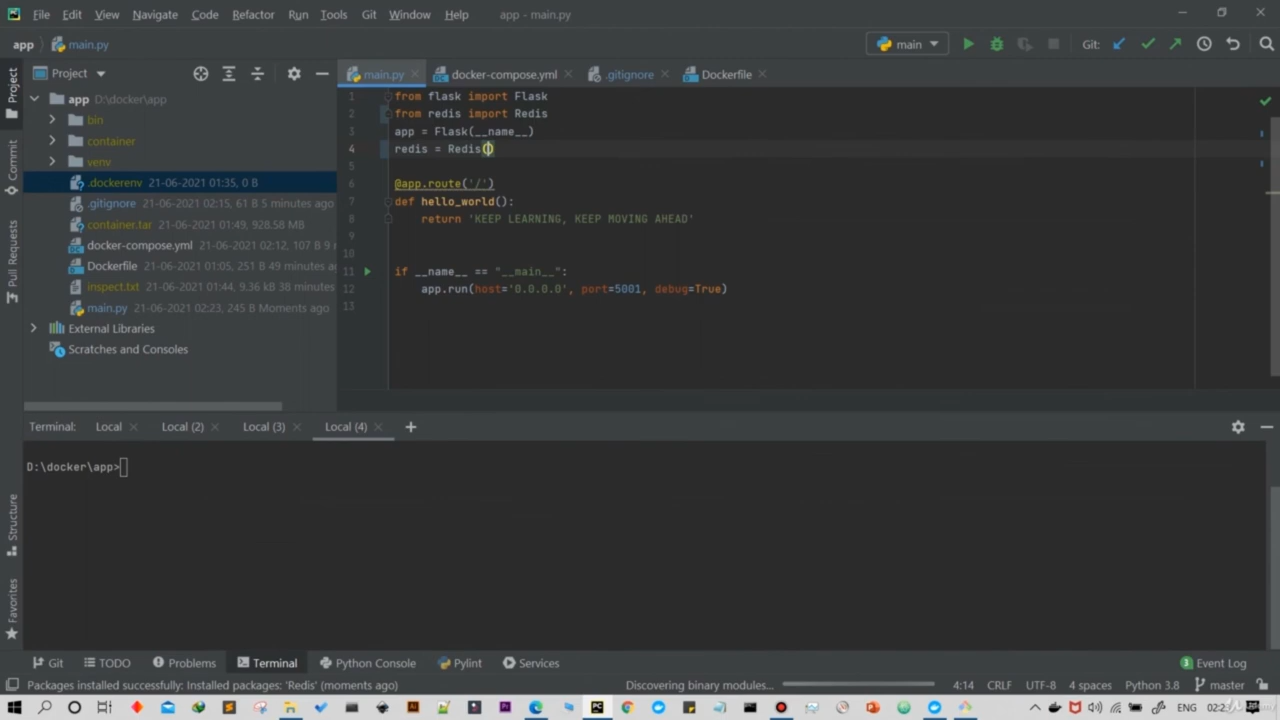 File Edit View Navigate Code Refactor Run Tools Git Window Help app - main.py
app main.py main Git:
Project main.py docker-compose.yml .gitignore Dockerfile
Project
Commit
Pull Requests
Structure
Favorites
app D:\docker\app
bin
container
venv
.dockerenv 21-06-2021 01:35, 0 B
.gitignore 21-06-2021 02:15, 61 B 5 minutes ago
container.tar 21-06-2021 01:49, 928.58 MB
docker-compose.yml 21-06-2021 02:12, 107 B 9
Dockerfile 21-06-2021 01:05, 251 B 49 minutes ago
inspect.txt 21-06-2021 01:44, 9.36 kB 38 minutes
main.py 21-06-2021 02:23, 245 B Moments ago
External Libraries
Scratches and Consoles
1 from flask import Flask
2 from redis import Redis
3 app = Flask(__name__)
4 redis = Redis()
5
6 @app.route('/')
7 def hello_world():
8 return 'KEEP LEARNING, KEEP MOVING AHEAD'
9
10
11 if __name__ == "__main__":
12 app.run(host='0.0.0.0', port=5001, debug=True)
13
Terminal: Local Local (2) Local (3) Local (4)
D:\docker\app>
Git TODO Problems Terminal Python Console Pylint Services 3 Event Log
Packages installed successfully: Installed packages: 'Redis' (moments ago) Discovering binary modules... 4:14 CRLF UTF-8 4 spaces Python 3.8 master
ENG